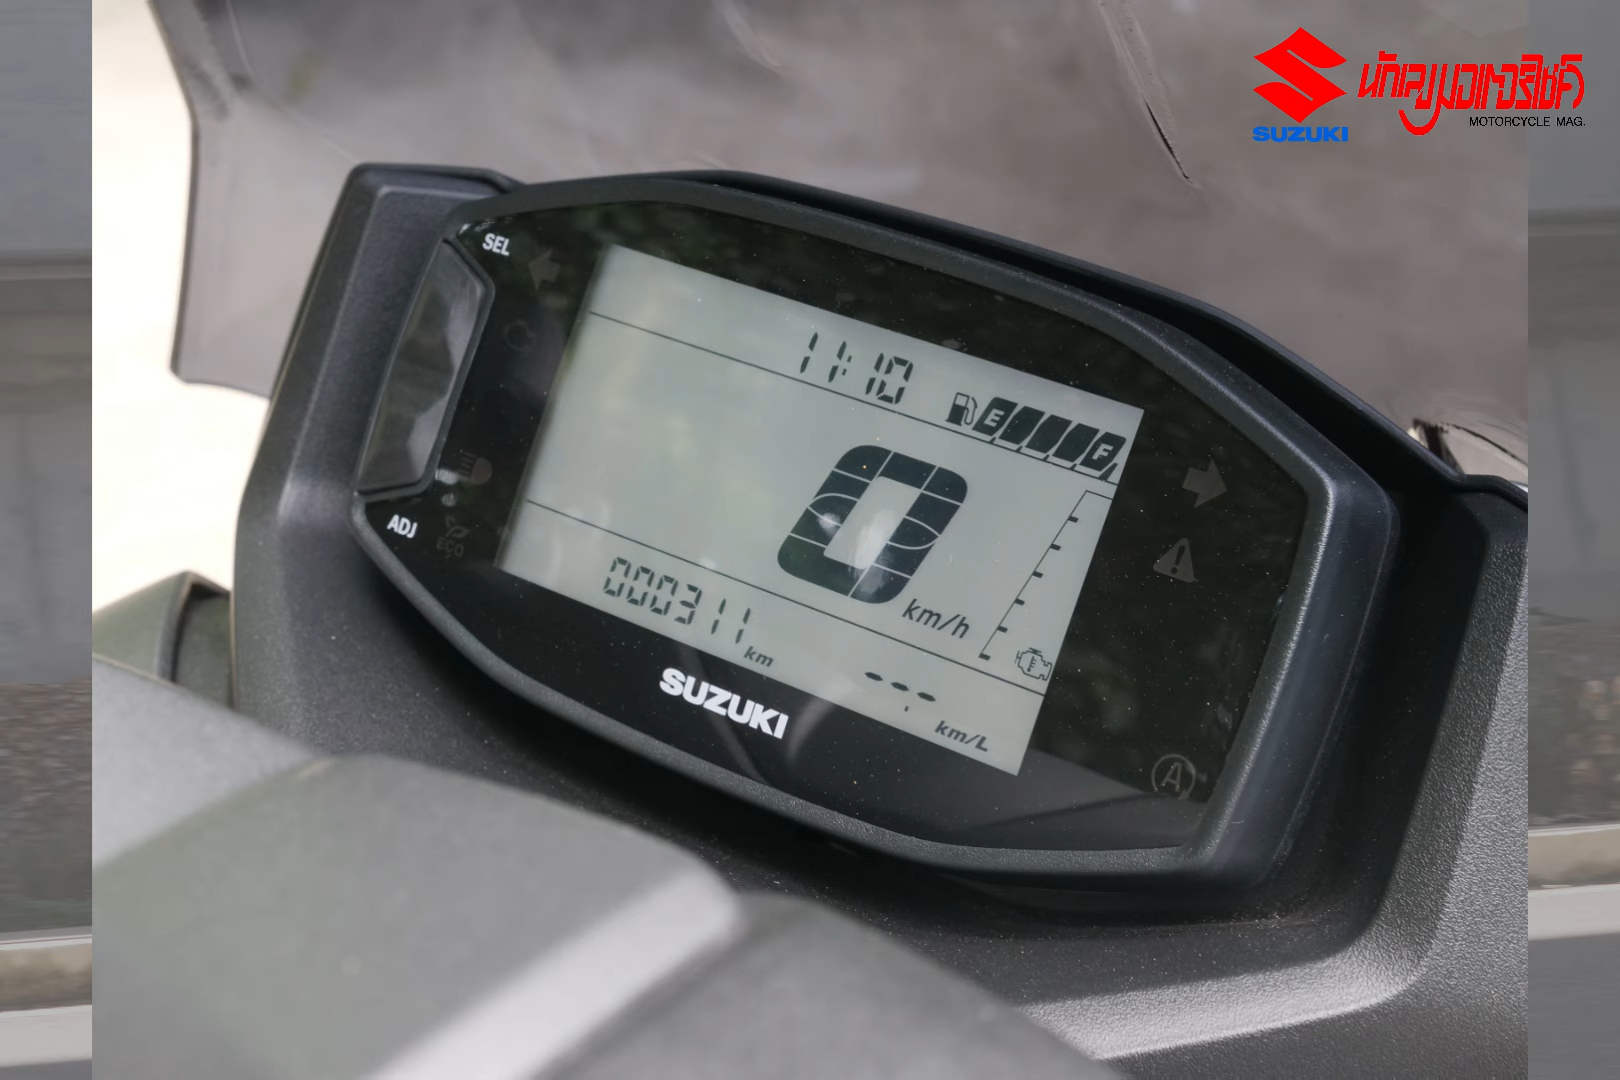 SUZUKI
นักเลงมอเตอร์ไซค์
MOTORCYCLE MAG.
SEL
11:10
E F
0
km/h
ADJ
ECO
000311 km
---
km/L
SUZUKI
A